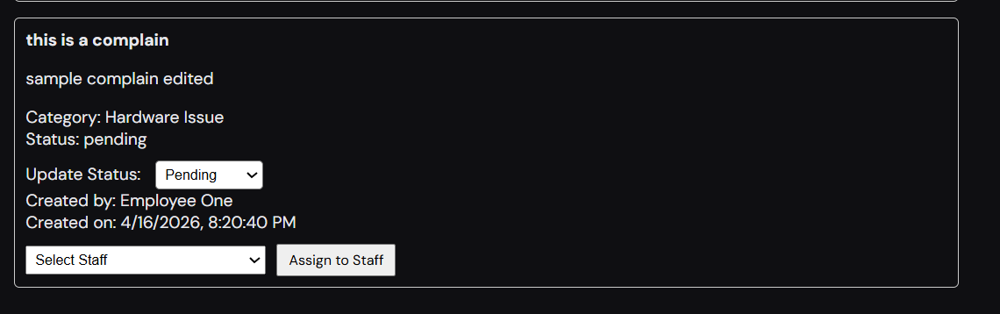 this is a complain
sample complain edited
Category: Hardware Issue
Status: pending
Update Status: Pending
Created by: Employee One
Created on: 4/16/2026, 8:20:40 PM
Select Staff Assign to Staff